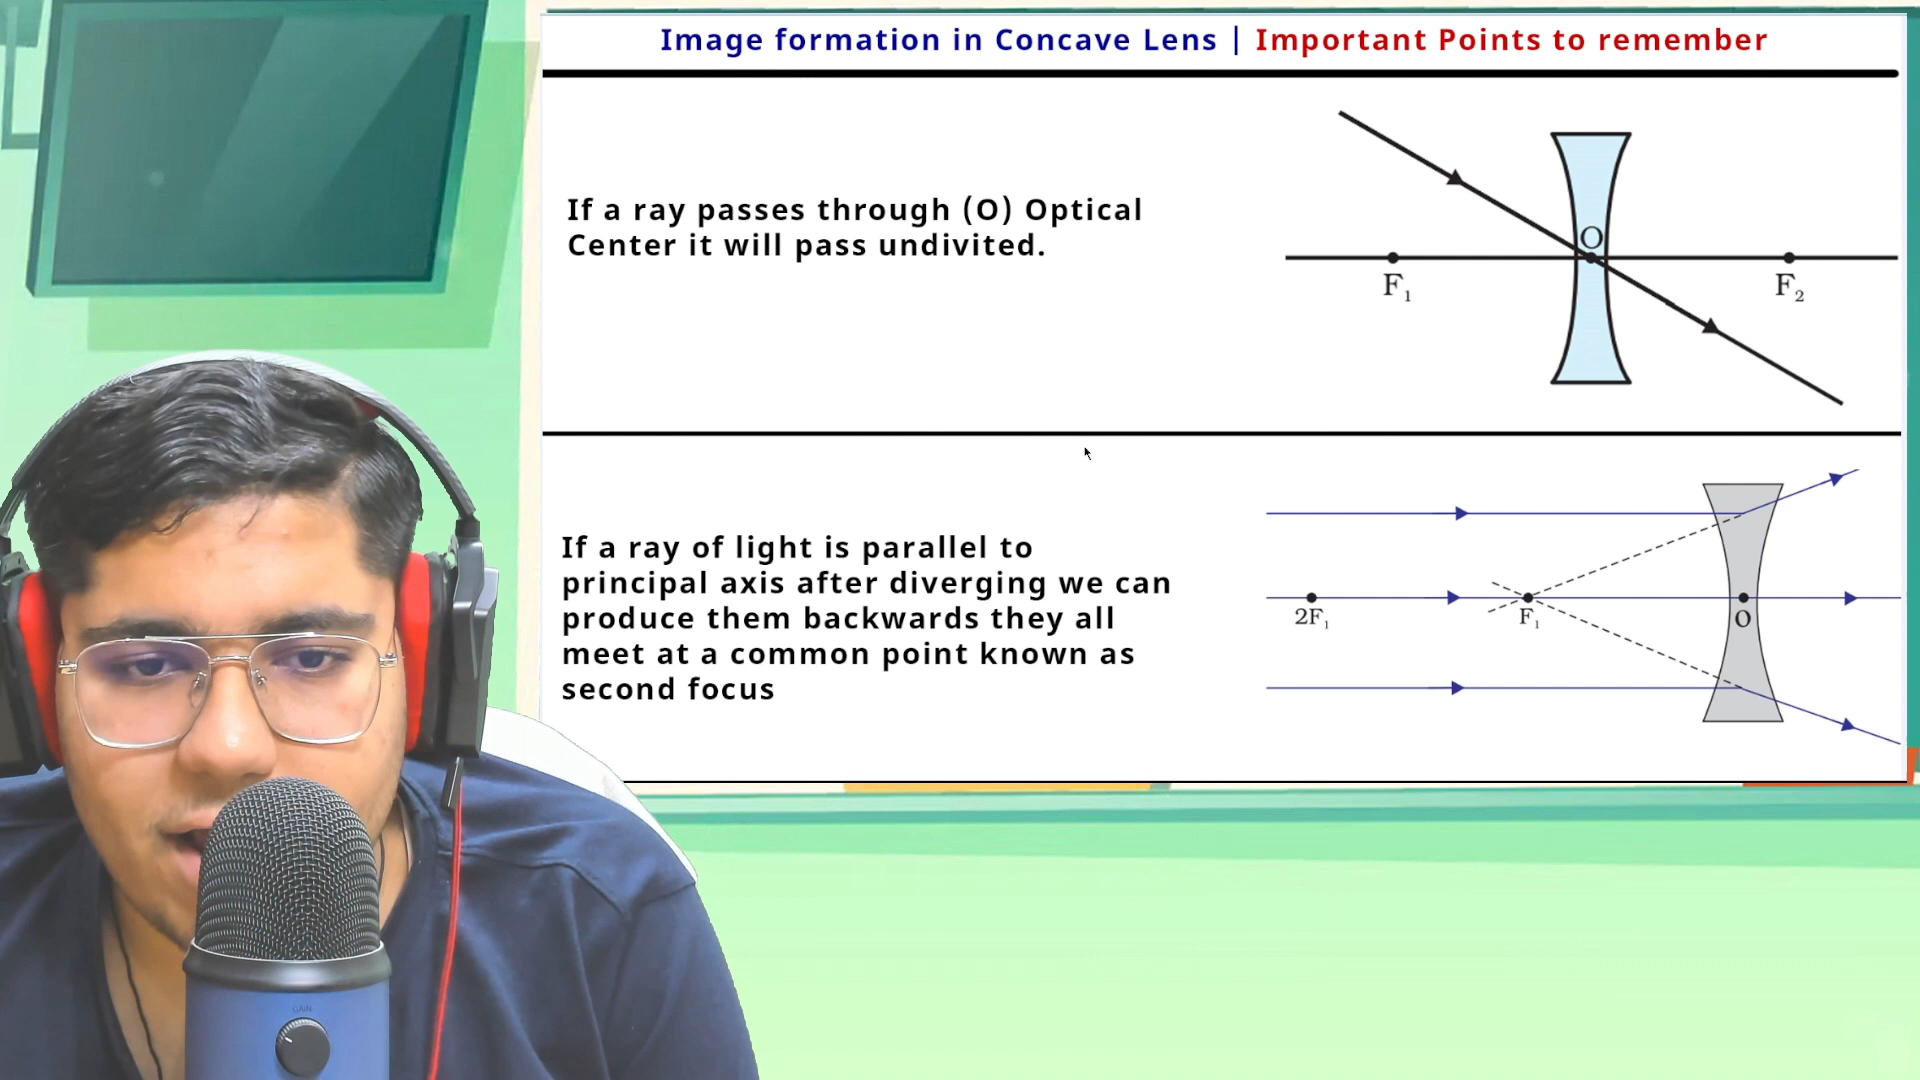 Image formation in Concave Lens | Important Points to remember
If a ray passes through (O) Optical
Center it will pass undivited.
O
F₁
F₂
If a ray of light is parallel to
principal axis after diverging we can
produce them backwards they all
meet at a common point known as
second focus
2F₁
F₁
O
GAIN